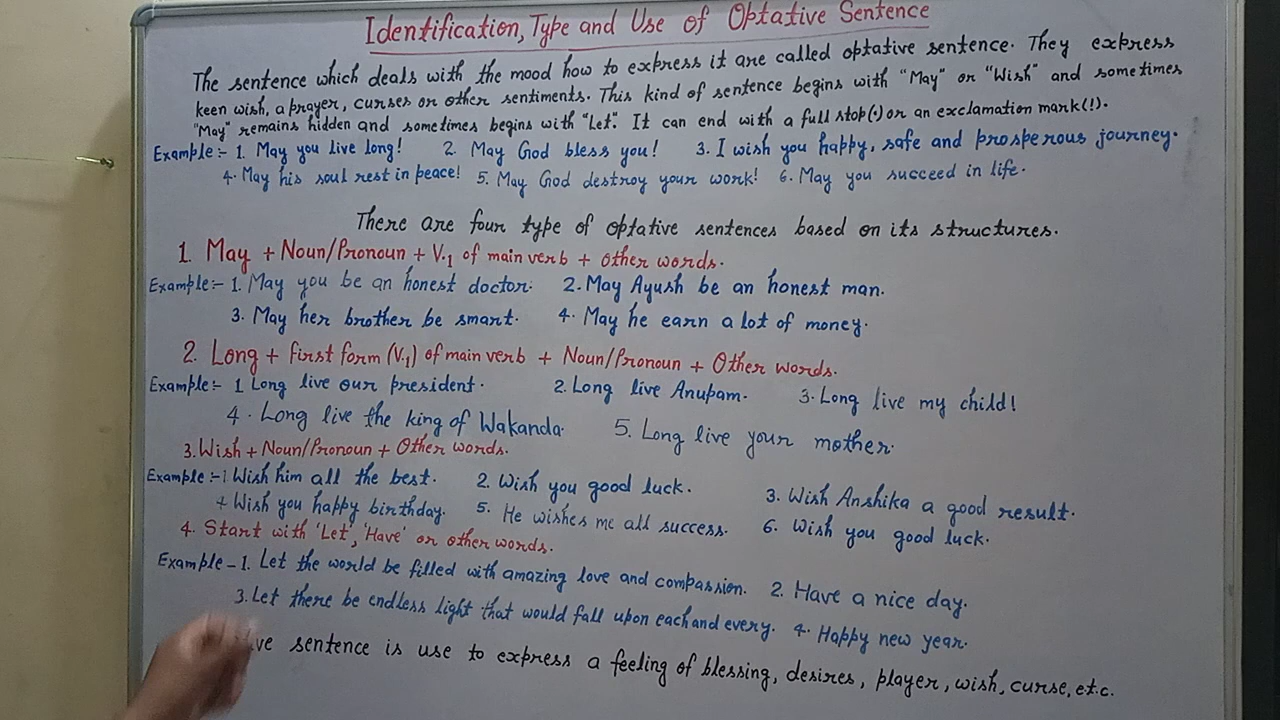 Identification, Type and Use of Optative Sentence
The sentence which deals with the mood how to express it are called optative sentence. They express
keen wish, a prayer, curses or other sentiments. This kind of sentence begins with "May" or "Wish" and sometimes
"May" remains hidden and sometimes begins with "Let". It can end with a full stop(.) or an exclamation mark(!).
Example:- 1. May you live long! 2. May God bless you! 3. I wish you happy, safe and prosperous journey.
4. May his soul rest in peace! 5. May God destroy your work! 6. May you succeed in life.
There are four type of optative sentences based on its structures.
1. May + Noun/Pronoun + V.1 of main verb + other words.
Example:- 1. May you be an honest doctor. 2. May Ayush be an honest man.
3. May her brother be smart. 4. May he earn a lot of money.
2. Long + first form (V.1) of main verb + Noun/Pronoun + Other words.
Example:- 1 Long live our president. 2. Long live Anupam. 3. Long live my child!
4. Long live the king of Wakanda. 5. Long live your mother.
3. Wish + Noun/Pronoun + Other words.
Example:- 1 Wish him all the best. 2. Wish you good luck. 3. Wish Anshika a good result.
4 Wish you happy birthday. 5. He wishes me all success. 6. Wish you good luck.
4. Start with 'Let', 'Have' or other words.
Example - 1. Let the world be filled with amazing love and compassion. 2. Have a nice day.
3. Let there be endless light that would fall upon each and every. 4. Happy new year.
ive sentence is use to express a feeling of blessing, desires, player, wish, curse, etc.